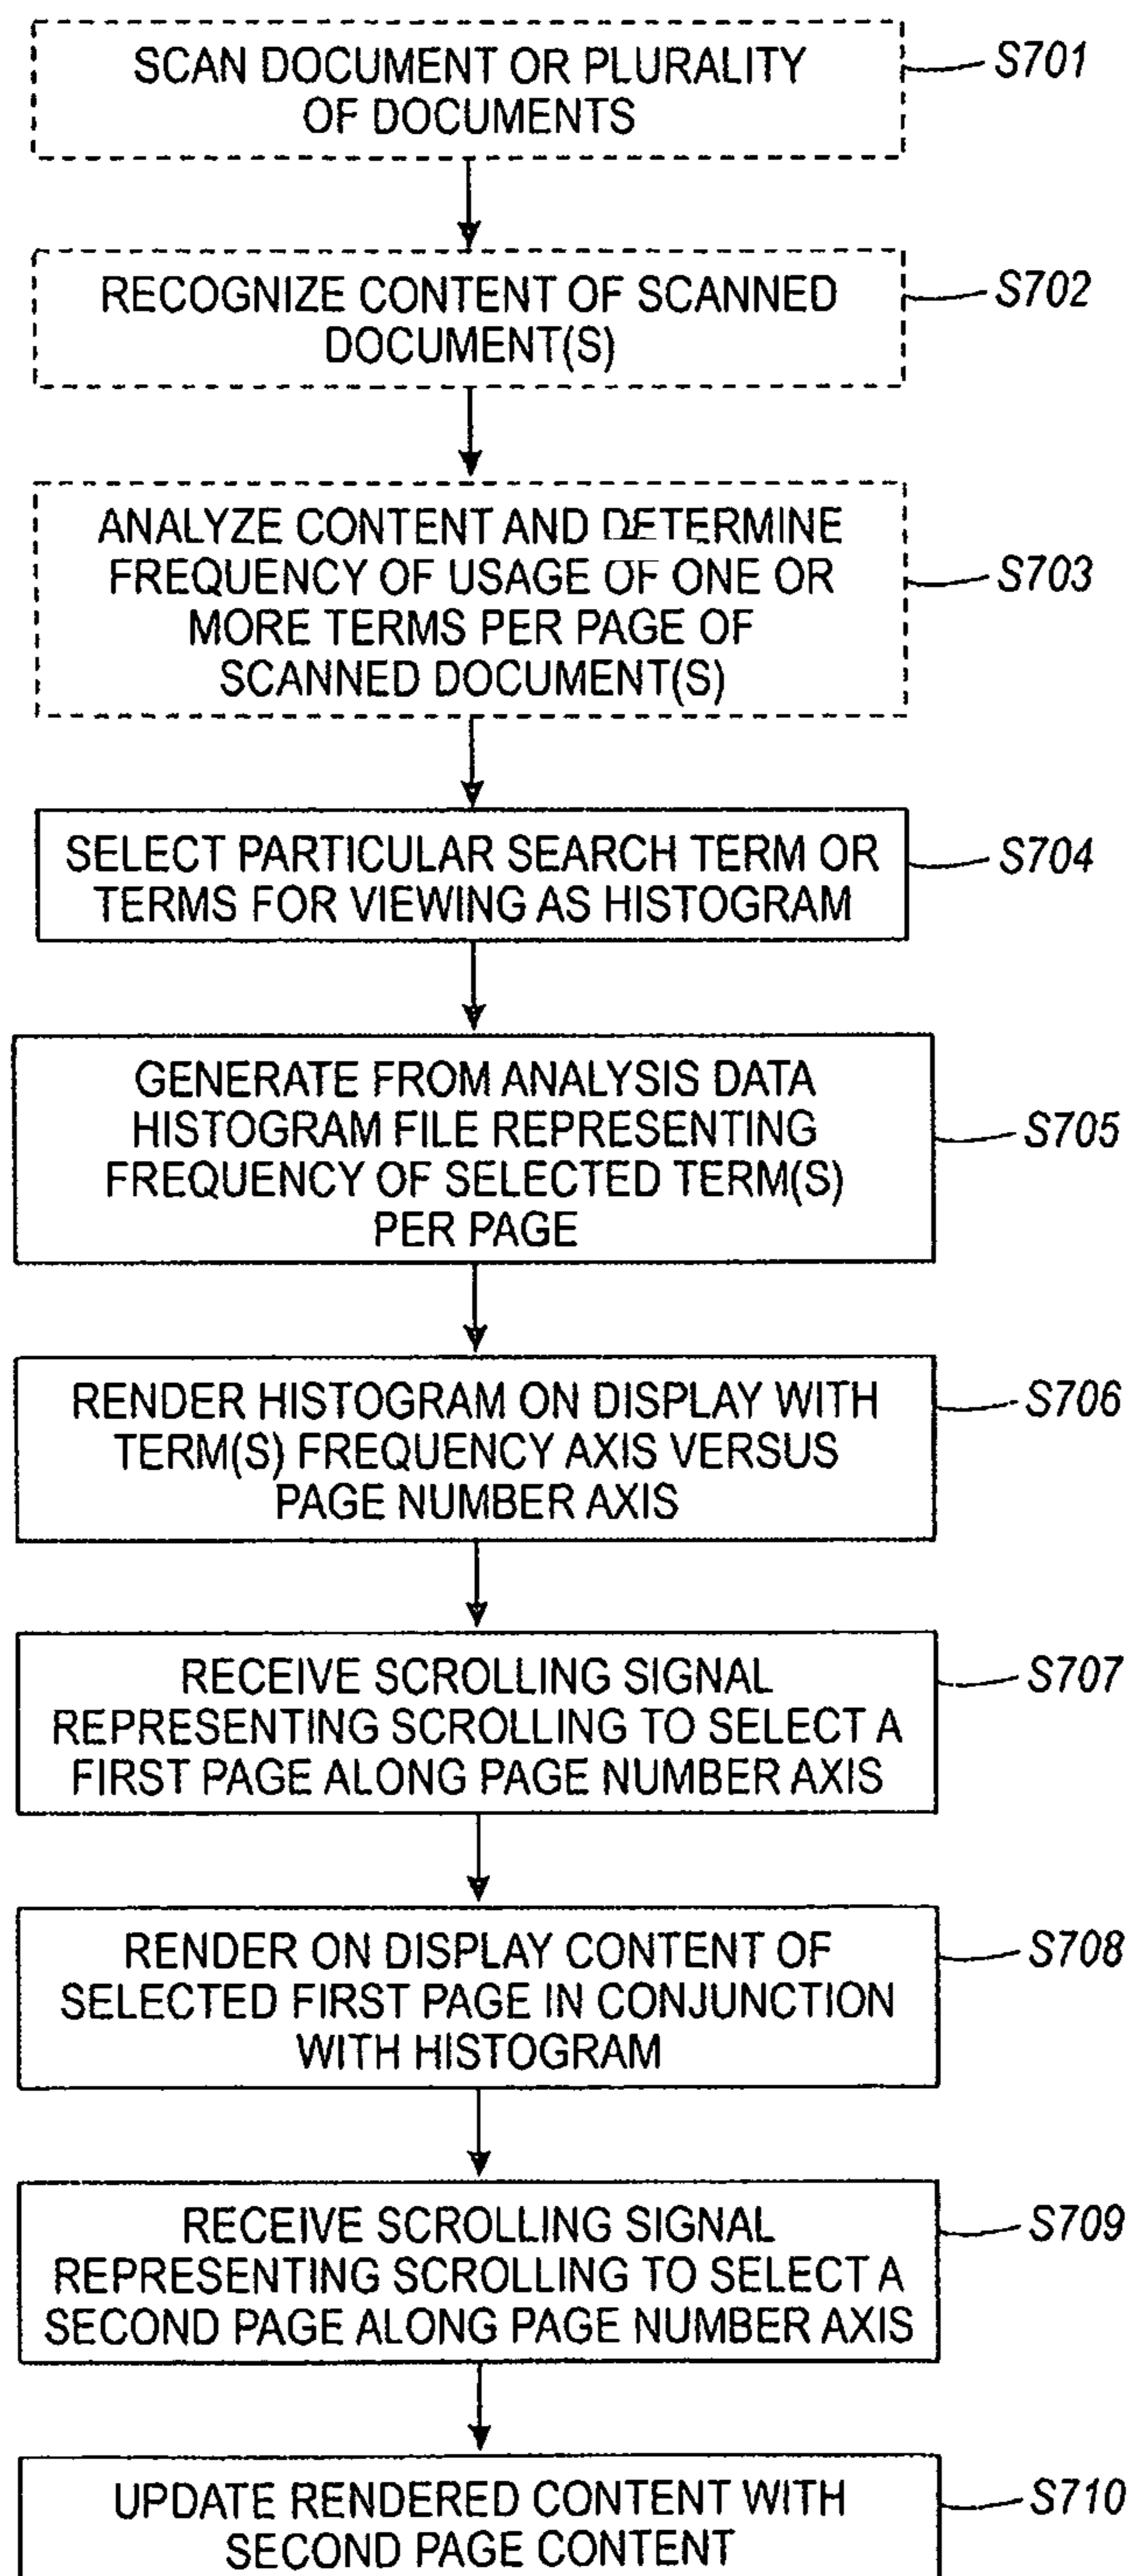 SCAN DOCUMENT OR PLURALITY
OF DOCUMENTS
S701
RECOGNIZE CONTENT OF SCANNED
DOCUMENT(S)
S702
ANALYZE CONTENT AND DETERMINE
FREQUENCY OF USAGE OF ONE OR
MORE TERMS PER PAGE OF
SCANNED DOCUMENT(S)
S703
SELECT PARTICULAR SEARCH TERM OR
TERMS FOR VIEWING AS HISTOGRAM
S704
GENERATE FROM ANALYSIS DATA
HISTOGRAM FILE REPRESENTING
FREQUENCY OF SELECTED TERM(S)
PER PAGE
S705
RENDER HISTOGRAM ON DISPLAY WITH
TERM(S) FREQUENCY AXIS VERSUS
PAGE NUMBER AXIS
S706
RECEIVE SCROLLING SIGNAL
REPRESENTING SCROLLING TO SELECT A
FIRST PAGE ALONG PAGE NUMBER AXIS
S707
RENDER ON DISPLAY CONTENT OF
SELECTED FIRST PAGE IN CONJUNCTION
WITH HISTOGRAM
S708
RECEIVE SCROLLING SIGNAL
REPRESENTING SCROLLING TO SELECT A
SECOND PAGE ALONG PAGE NUMBER AXIS
S709
UPDATE RENDERED CONTENT WITH
SECOND PAGE CONTENT
S710